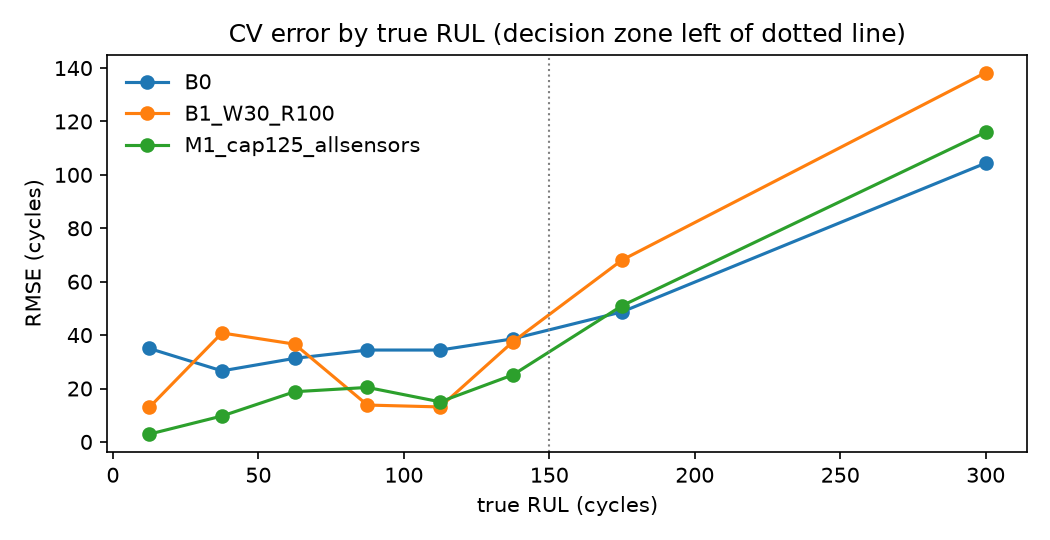 CV error by true RUL (decision zone left of dotted line)
B0
B1_W30_R100
M1_cap125_allsensors
RMSE (cycles)
140
120
100
80
60
40
20
0
0 50 100 150 200 250 300
true RUL (cycles)